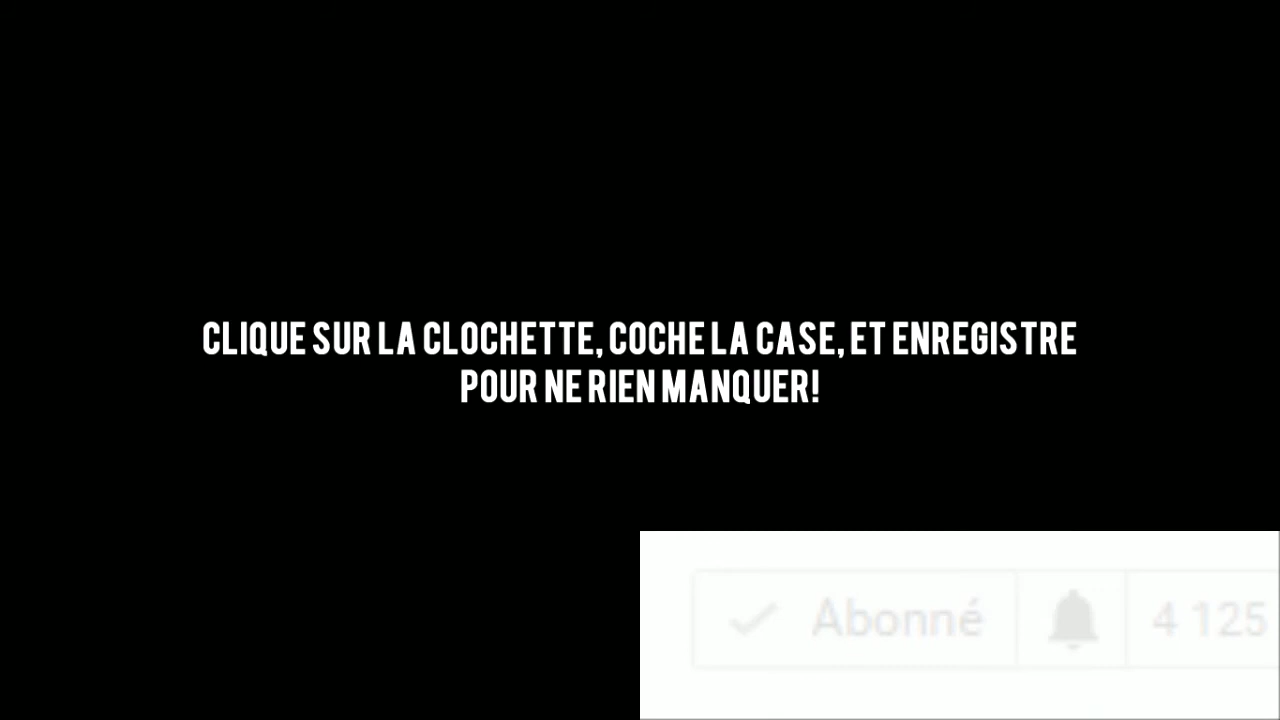 CLIQUE SUR LA CLOCHETTE, COCHE LA CASE, ET ENREGISTRE
POUR NE RIEN MANQUER!
Abonné 4 125